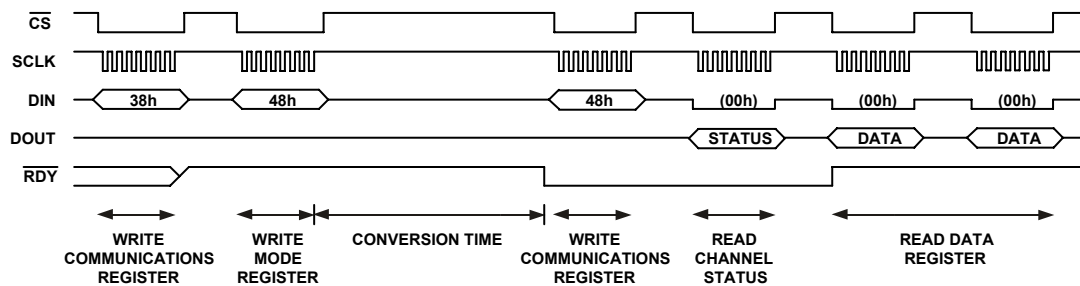 CS
SCLK
DIN 38h 48h 48h (00h) (00h) (00h)
DOUT STATUS DATA DATA
RDY
WRITE
COMMUNICATIONS
REGISTER
WRITE
MODE
REGISTER
CONVERSION TIME
WRITE
COMMUNICATIONS
REGISTER
READ
CHANNEL
STATUS
READ DATA
REGISTER